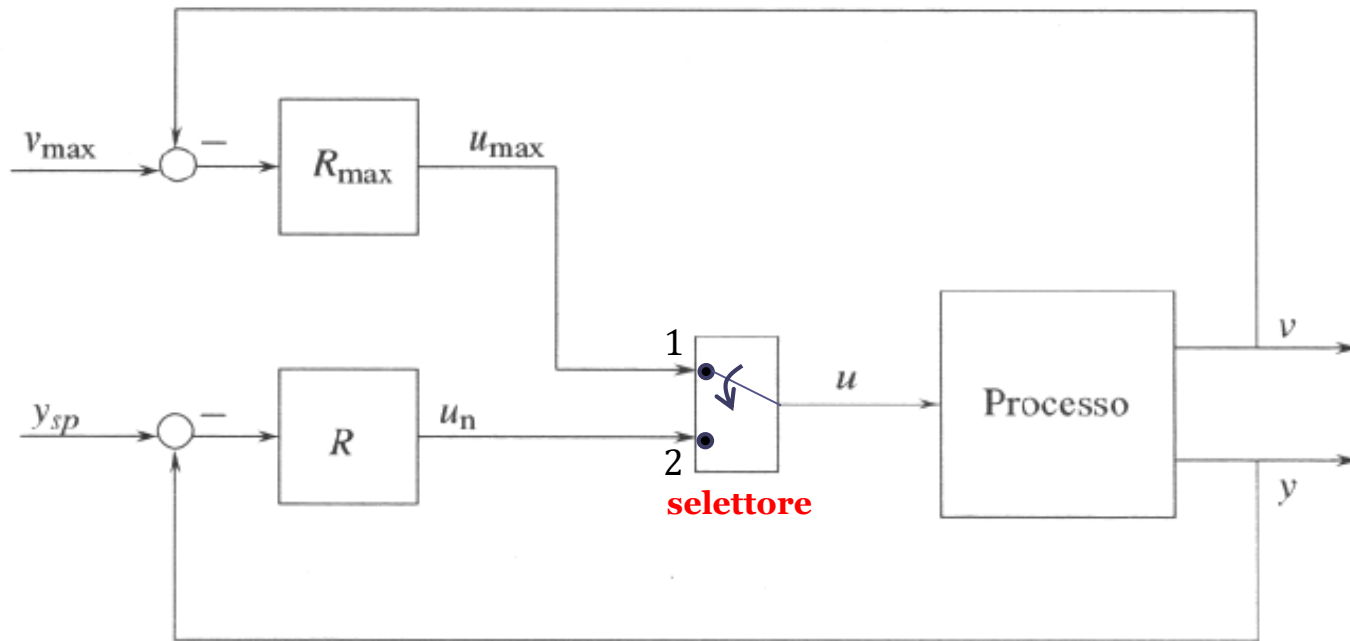 v_max
−
R_max
u_max
1
u
Processo
v
y_sp
−
R
u_n
2
y
selettore